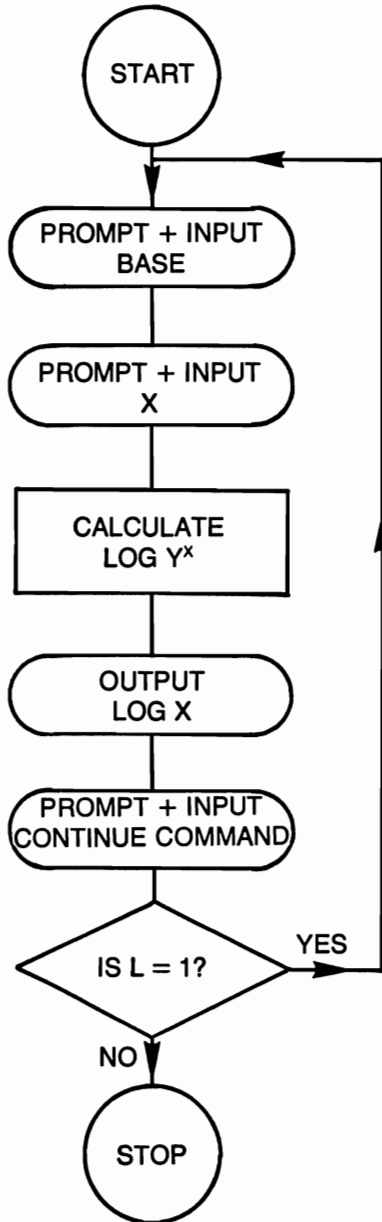 START
PROMPT + INPUT
BASE
PROMPT + INPUT
X
CALCULATE
LOG Yˣ
OUTPUT
LOG X
PROMPT + INPUT
CONTINUE COMMAND
IS L = 1?
YES
NO
STOP